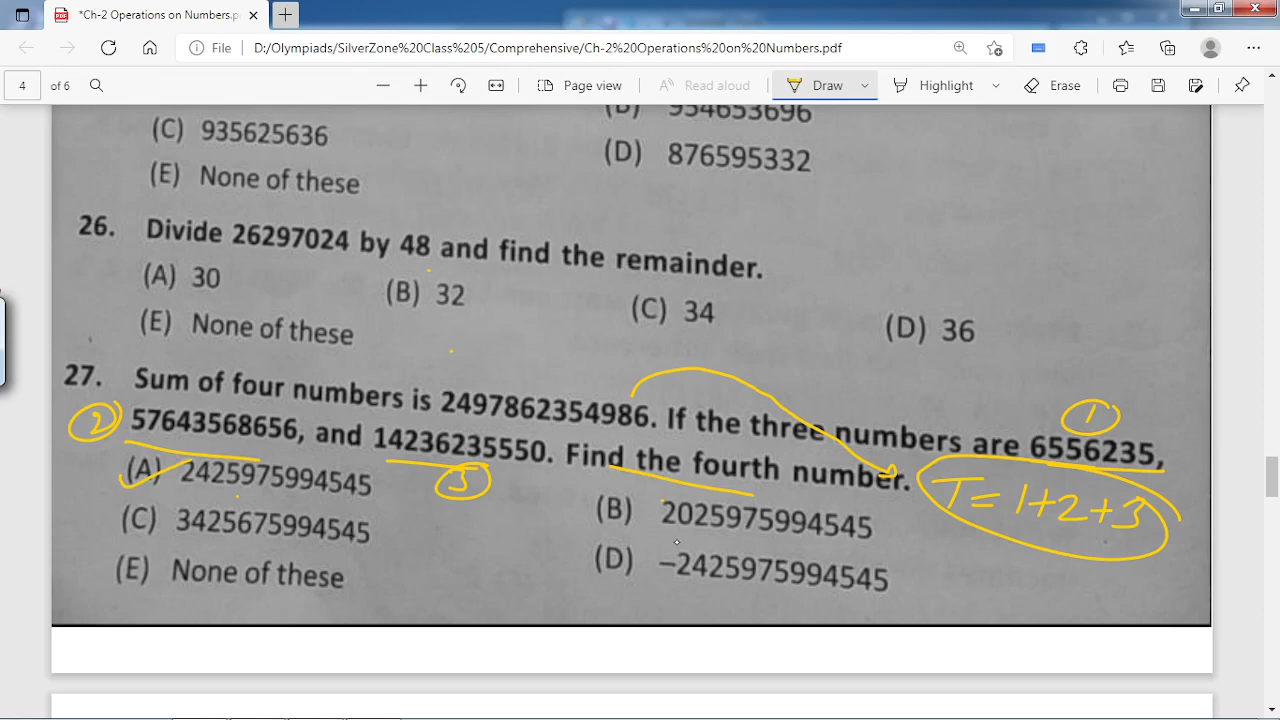 *Ch-2 Operations on Numbers.p
File D:/Olympiads/SilverZone%20Class%205/Comprehensive/Ch-2%20Operations%20on%20Numbers.pdf
4 of 6 Page view Read aloud Draw Highlight Erase
954653696
(C) 935625636
(D) 876595332
(E) None of these
26. Divide 26297024 by 48 and find the remainder.
(A) 30 (B) 32 (C) 34 (D) 36
(E) None of these
27. Sum of four numbers is 2497862354986. If the three numbers are 6556235,
57643568656, and 14236235550. Find the fourth number.
(A) 2425975994545
(B) 2025975994545
(C) 3425675994545
(D) –2425975994545
(E) None of these
1
2
3
T = 1+2+3